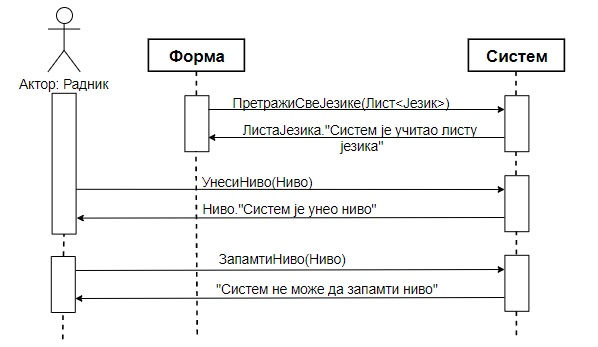 Форма
Систем
Актор: Радник
ПретражиСвеЈезике(Лист<Језик>)
ЛистаЈезика."Систем је учитао листу
језика"
УнесиНиво(Ниво)
Ниво."Систем је унео ниво"
ЗапамтиНиво(Ниво)
"Систем не може да запамти ниво"